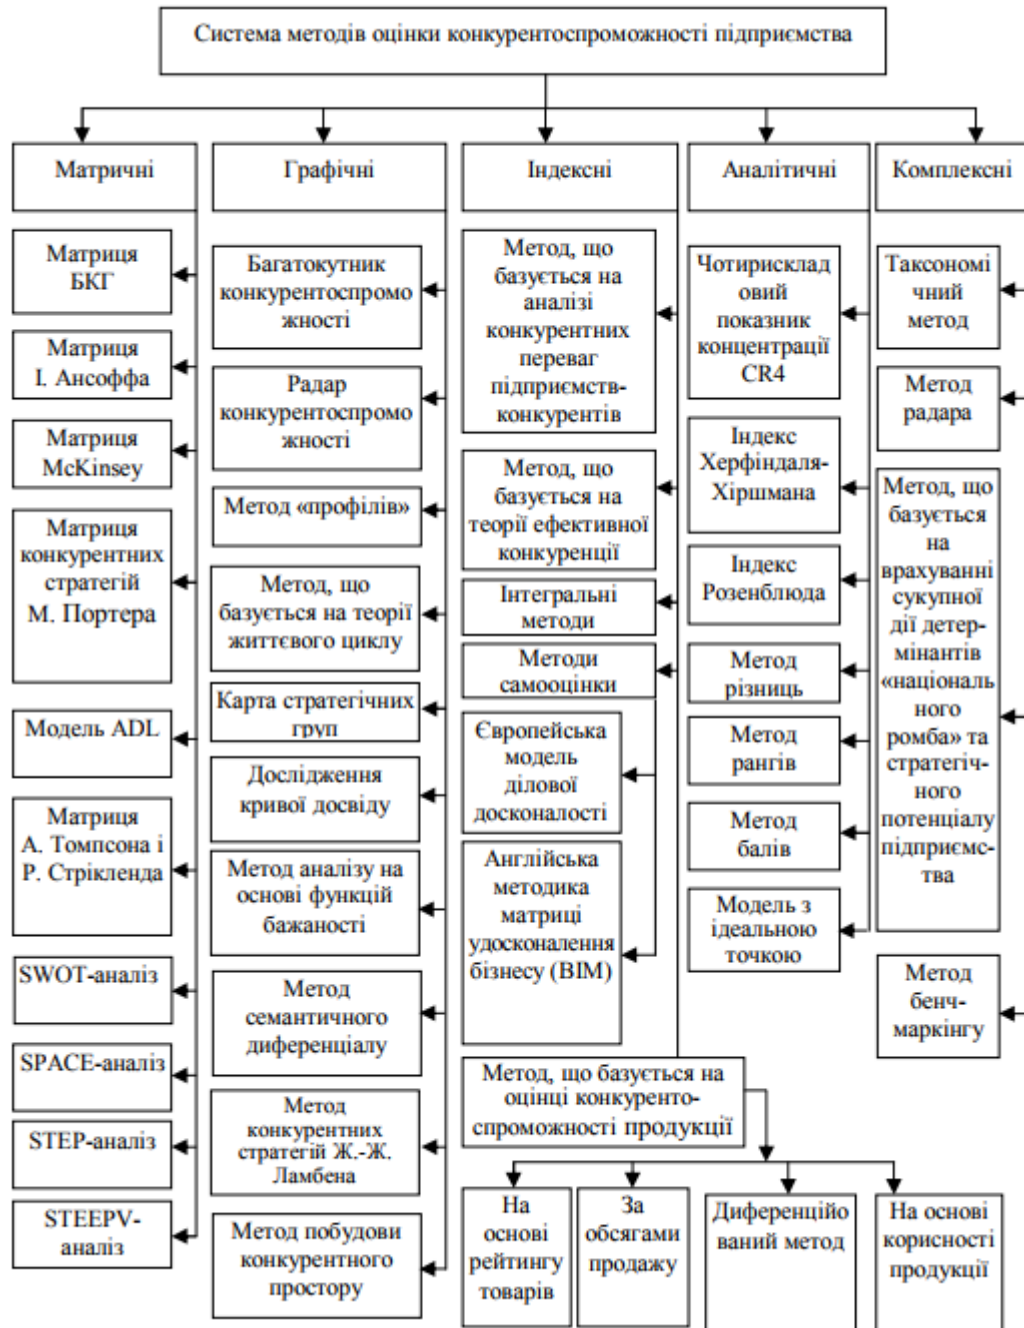 Система методів оцінки конкурентоспроможності підприємства
Матричні
Графічні
Індексні
Аналітичні
Комплексні
Матриця
БКГ
Матриця
І. Ансоффа
Матриця
McKinsey
Матриця
конкурентних
стратегій
М. Портера
Модель ADL
Матриця
А. Томпсона і
Р. Стрікленда
SWOT-аналіз
SPACE-аналіз
STEP-аналіз
STEEPV-
аналіз
Багатокутник
конкурентоспромо
жності
Радар
конкурентоспромо
жності
Метод «профілів»
Метод, що
базується на теорії
життєвого циклу
Карта стратегічних
груп
Дослідження
кривої досвіду
Метод аналізу на
основі функцій
бажаності
Метод
семантичного
диференціалу
Метод
конкурентних
стратегій Ж.-Ж.
Ламбена
Метод побудови
конкурентного
простору
Метод, що
базується на
аналізі
конкурентних
переваг
підприємств-
конкурентів
Метод, що
базується на
теорії ефективної
конкуренції
Інтегральні
методи
Методи
самооцінки
Європейська
модель
ділової
досконалості
Англійська
методика
матриці
удосконалення
бізнесу (BIM)
Метод, що базується на
оцінці конкуренто-
спроможності продукції
На
основі
рейтингу
товарів
За
обсягами
продажу
Диференційо
ваний метод
На основі
корисності
продукції
Чотирисклад
овий
показник
концентрації
CR4
Індекс
Херфіндаля-
Хіршмана
Індекс
Розенблюда
Метод
різниць
Метод
рангів
Метод
балів
Модель з
ідеальною
точкою
Таксономі
чний
метод
Метод
радара
Метод, що
базується
на
врахуванні
сукупної
дії детер-
мінантів
«національ
ного
ромба» та
стратегіч-
ного
потенціалу
підприємс-
тва
Метод
бенч-
маркінгу